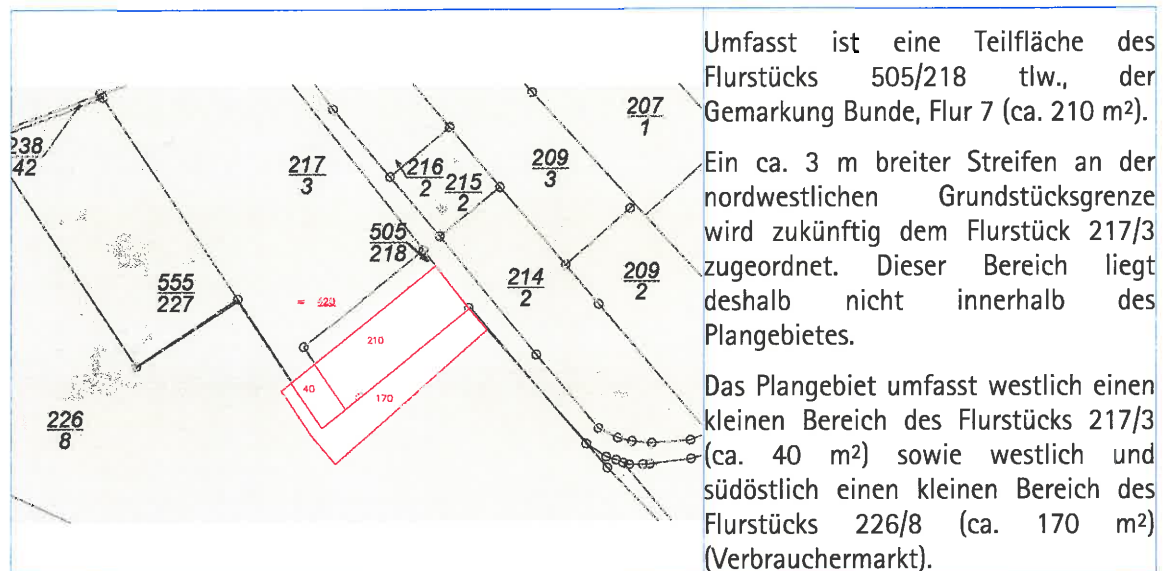 Umfasst ist eine Teilfläche des
Flurstücks 505/218 tlw., der
Gemarkung Bunde, Flur 7 (ca. 210 m²).
Ein ca. 3 m breiter Streifen an der
nordwestlichen Grundstücksgrenze
wird zukünftig dem Flurstück 217/3
zugeordnet. Dieser Bereich liegt
deshalb nicht innerhalb des
Plangebietes.
Das Plangebiet umfasst westlich einen
kleinen Bereich des Flurstücks 217/3
(ca. 40 m²) sowie westlich und
südöstlich einen kleinen Bereich des
Flurstücks 226/8 (ca. 170 m²)
(Verbrauchermarkt).
207
1
238
42
217
3
216
2
215
2
209
3
505
218
555
227
214
2
209
2
= 420
210
40
170
226
8